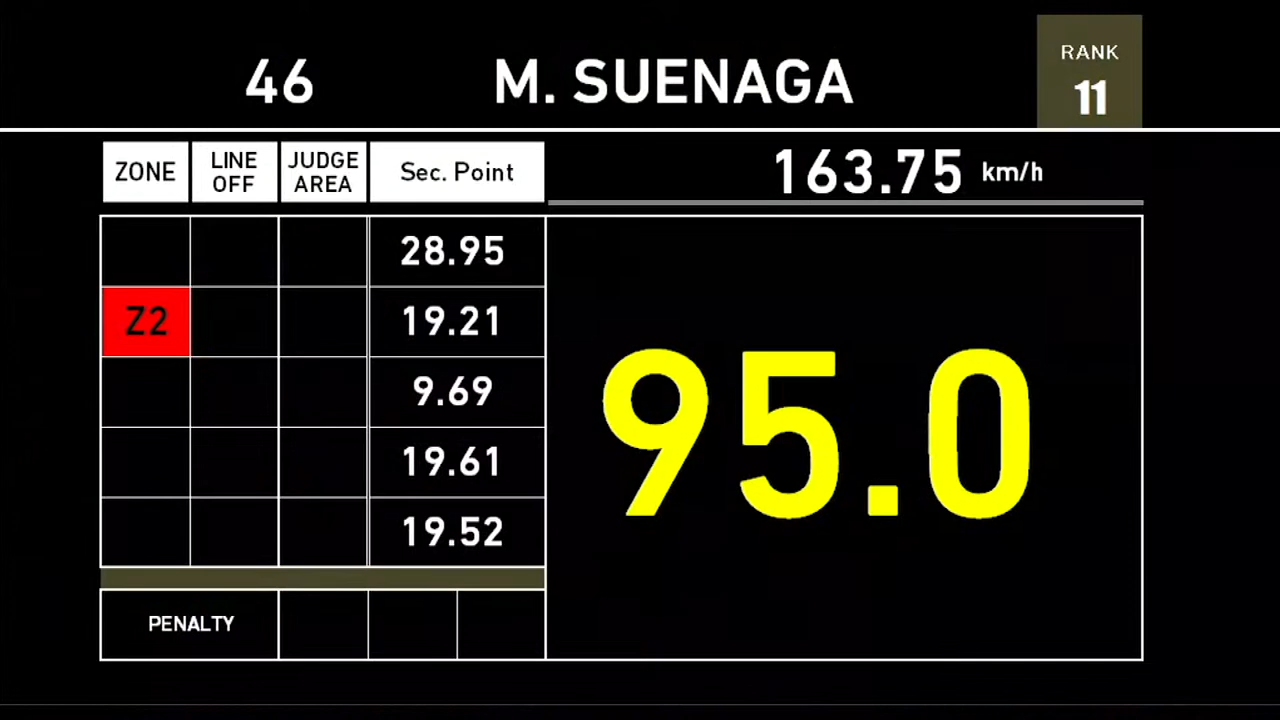 46
M. SUENAGA
RANK
11
ZONE
LINE
OFF
JUDGE
AREA
Sec. Point
163.75 km/h
28.95
Z2
19.21
9.69
19.61
19.52
95.0
PENALTY